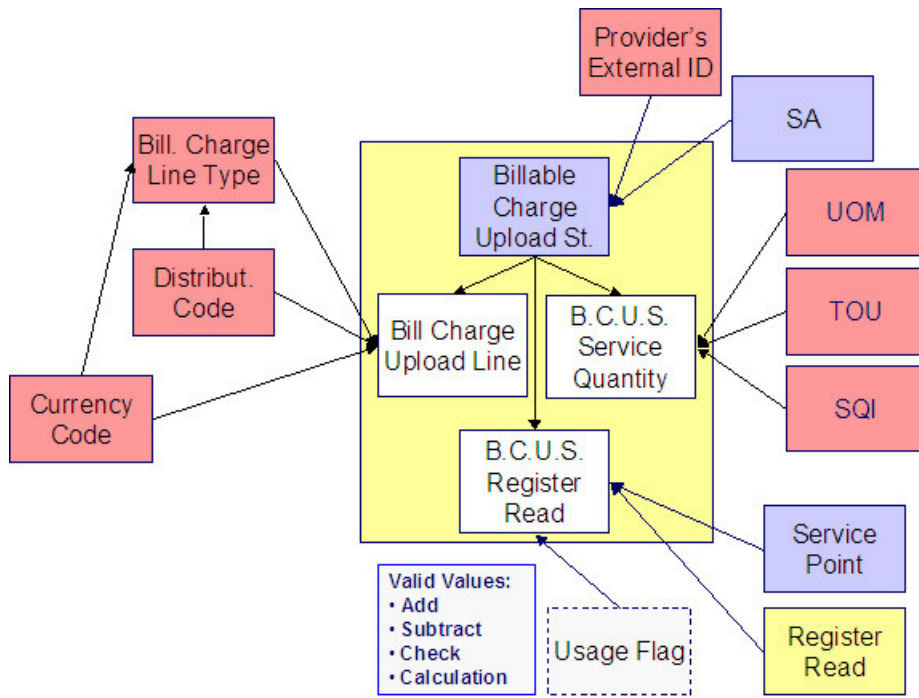 Provider's
External ID
SA
Bill. Charge
Line Type
Billable
Charge
Upload St.
UOM
Distribut.
Code
TOU
Bill Charge
Upload Line
B.C.U.S.
Service
Quantity
Currency
Code
SQI
B.C.U.S.
Register
Read
Service
Point
Valid Values:
• Add
• Subtract
• Check
• Calculation
Usage Flag
Register
Read